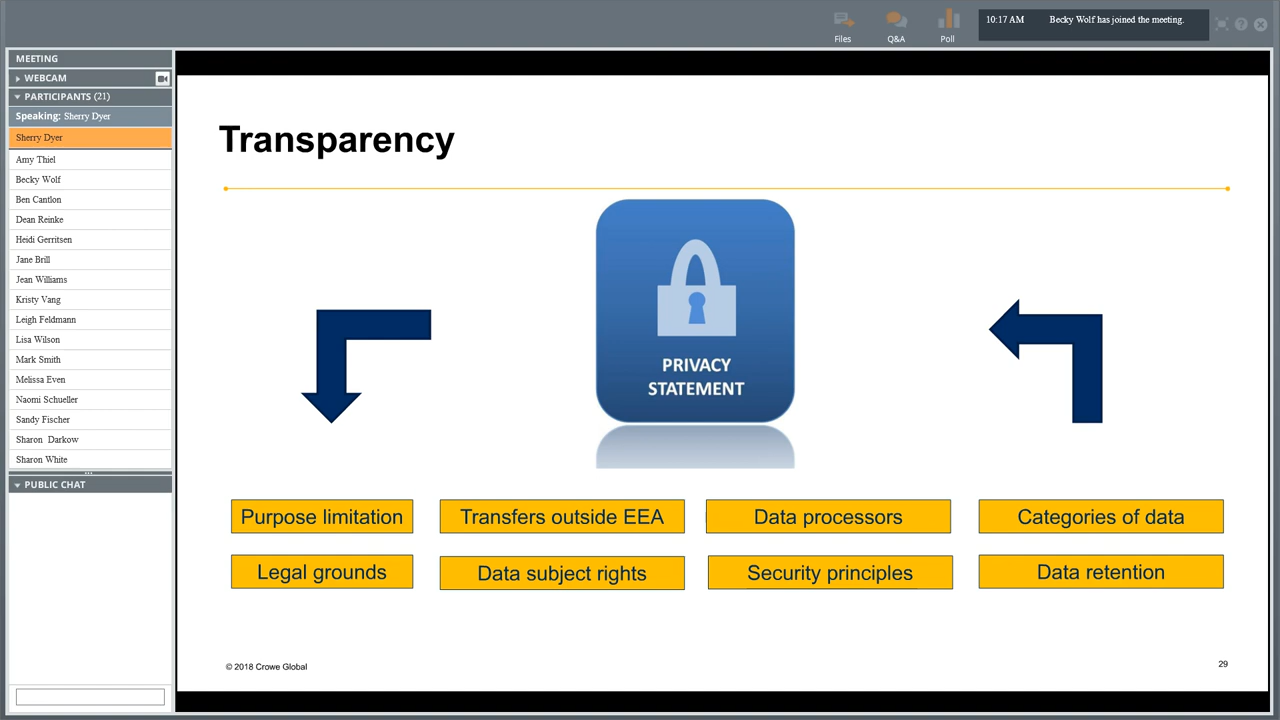 Files
Q&A
Poll
10:17 AM Becky Wolf has joined the meeting.
MEETING
WEBCAM
PARTICIPANTS (21)
Speaking: Sherry Dyer
Sherry Dyer
Amy Thiel
Becky Wolf
Ben Cantlon
Dean Reinke
Heidi Gerritsen
Jane Brill
Jean Williams
Kristy Vang
Leigh Feldmann
Lisa Wilson
Mark Smith
Melissa Even
Naomi Schueller
Sandy Fischer
Sharon Darkow
Sharon White
PUBLIC CHAT
Transparency
PRIVACY
STATEMENT
Purpose limitation
Transfers outside EEA
Data processors
Categories of data
Legal grounds
Data subject rights
Security principles
Data retention
© 2018 Crowe Global
29